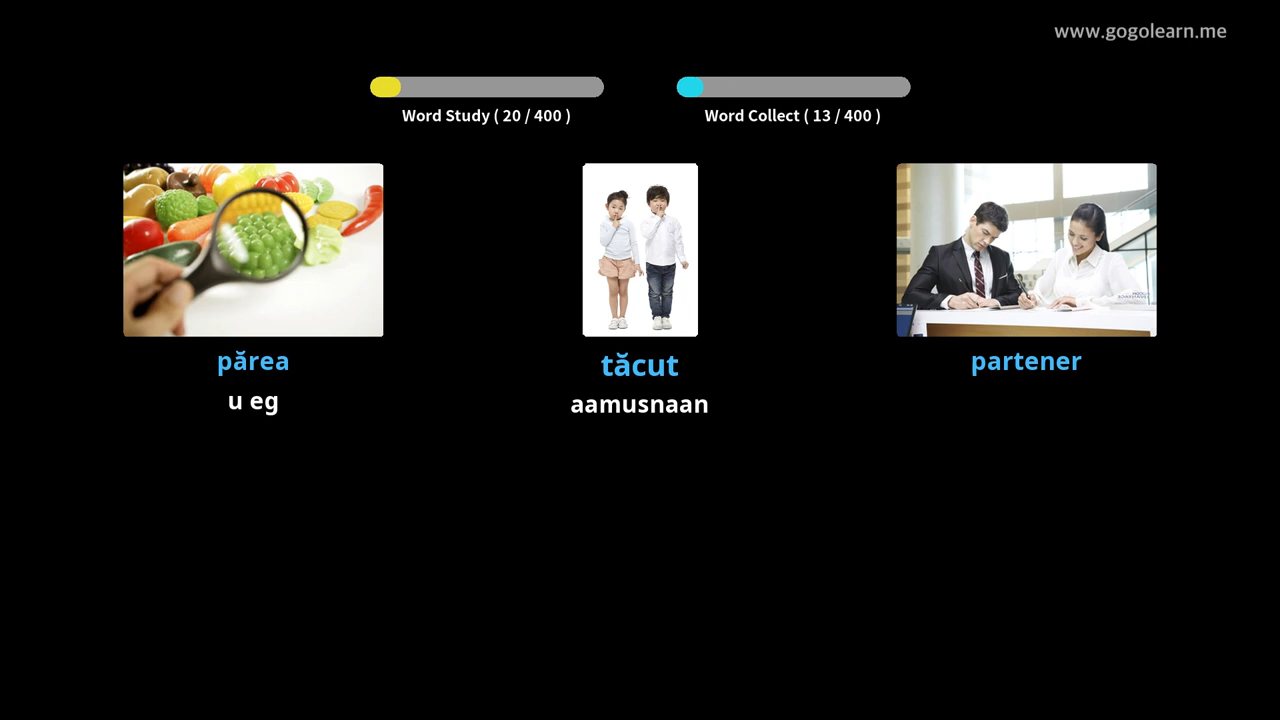 www.gogolearn.me
Word Study ( 20 / 400 )
Word Collect ( 13 / 400 )
părea
tăcut
partener
u eg
aamusnaan